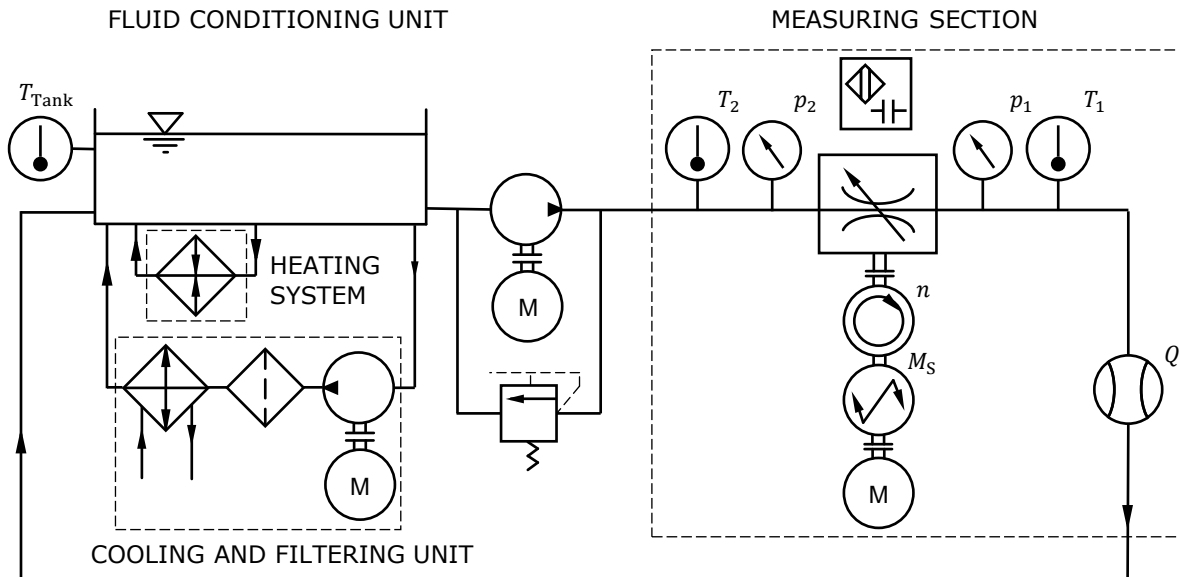 FLUID CONDITIONING UNIT
MEASURING SECTION
T_Tank
T_2
p_2
p_1
T_1
HEATING
SYSTEM
M
n
M_S
Q
M
M
COOLING AND FILTERING UNIT